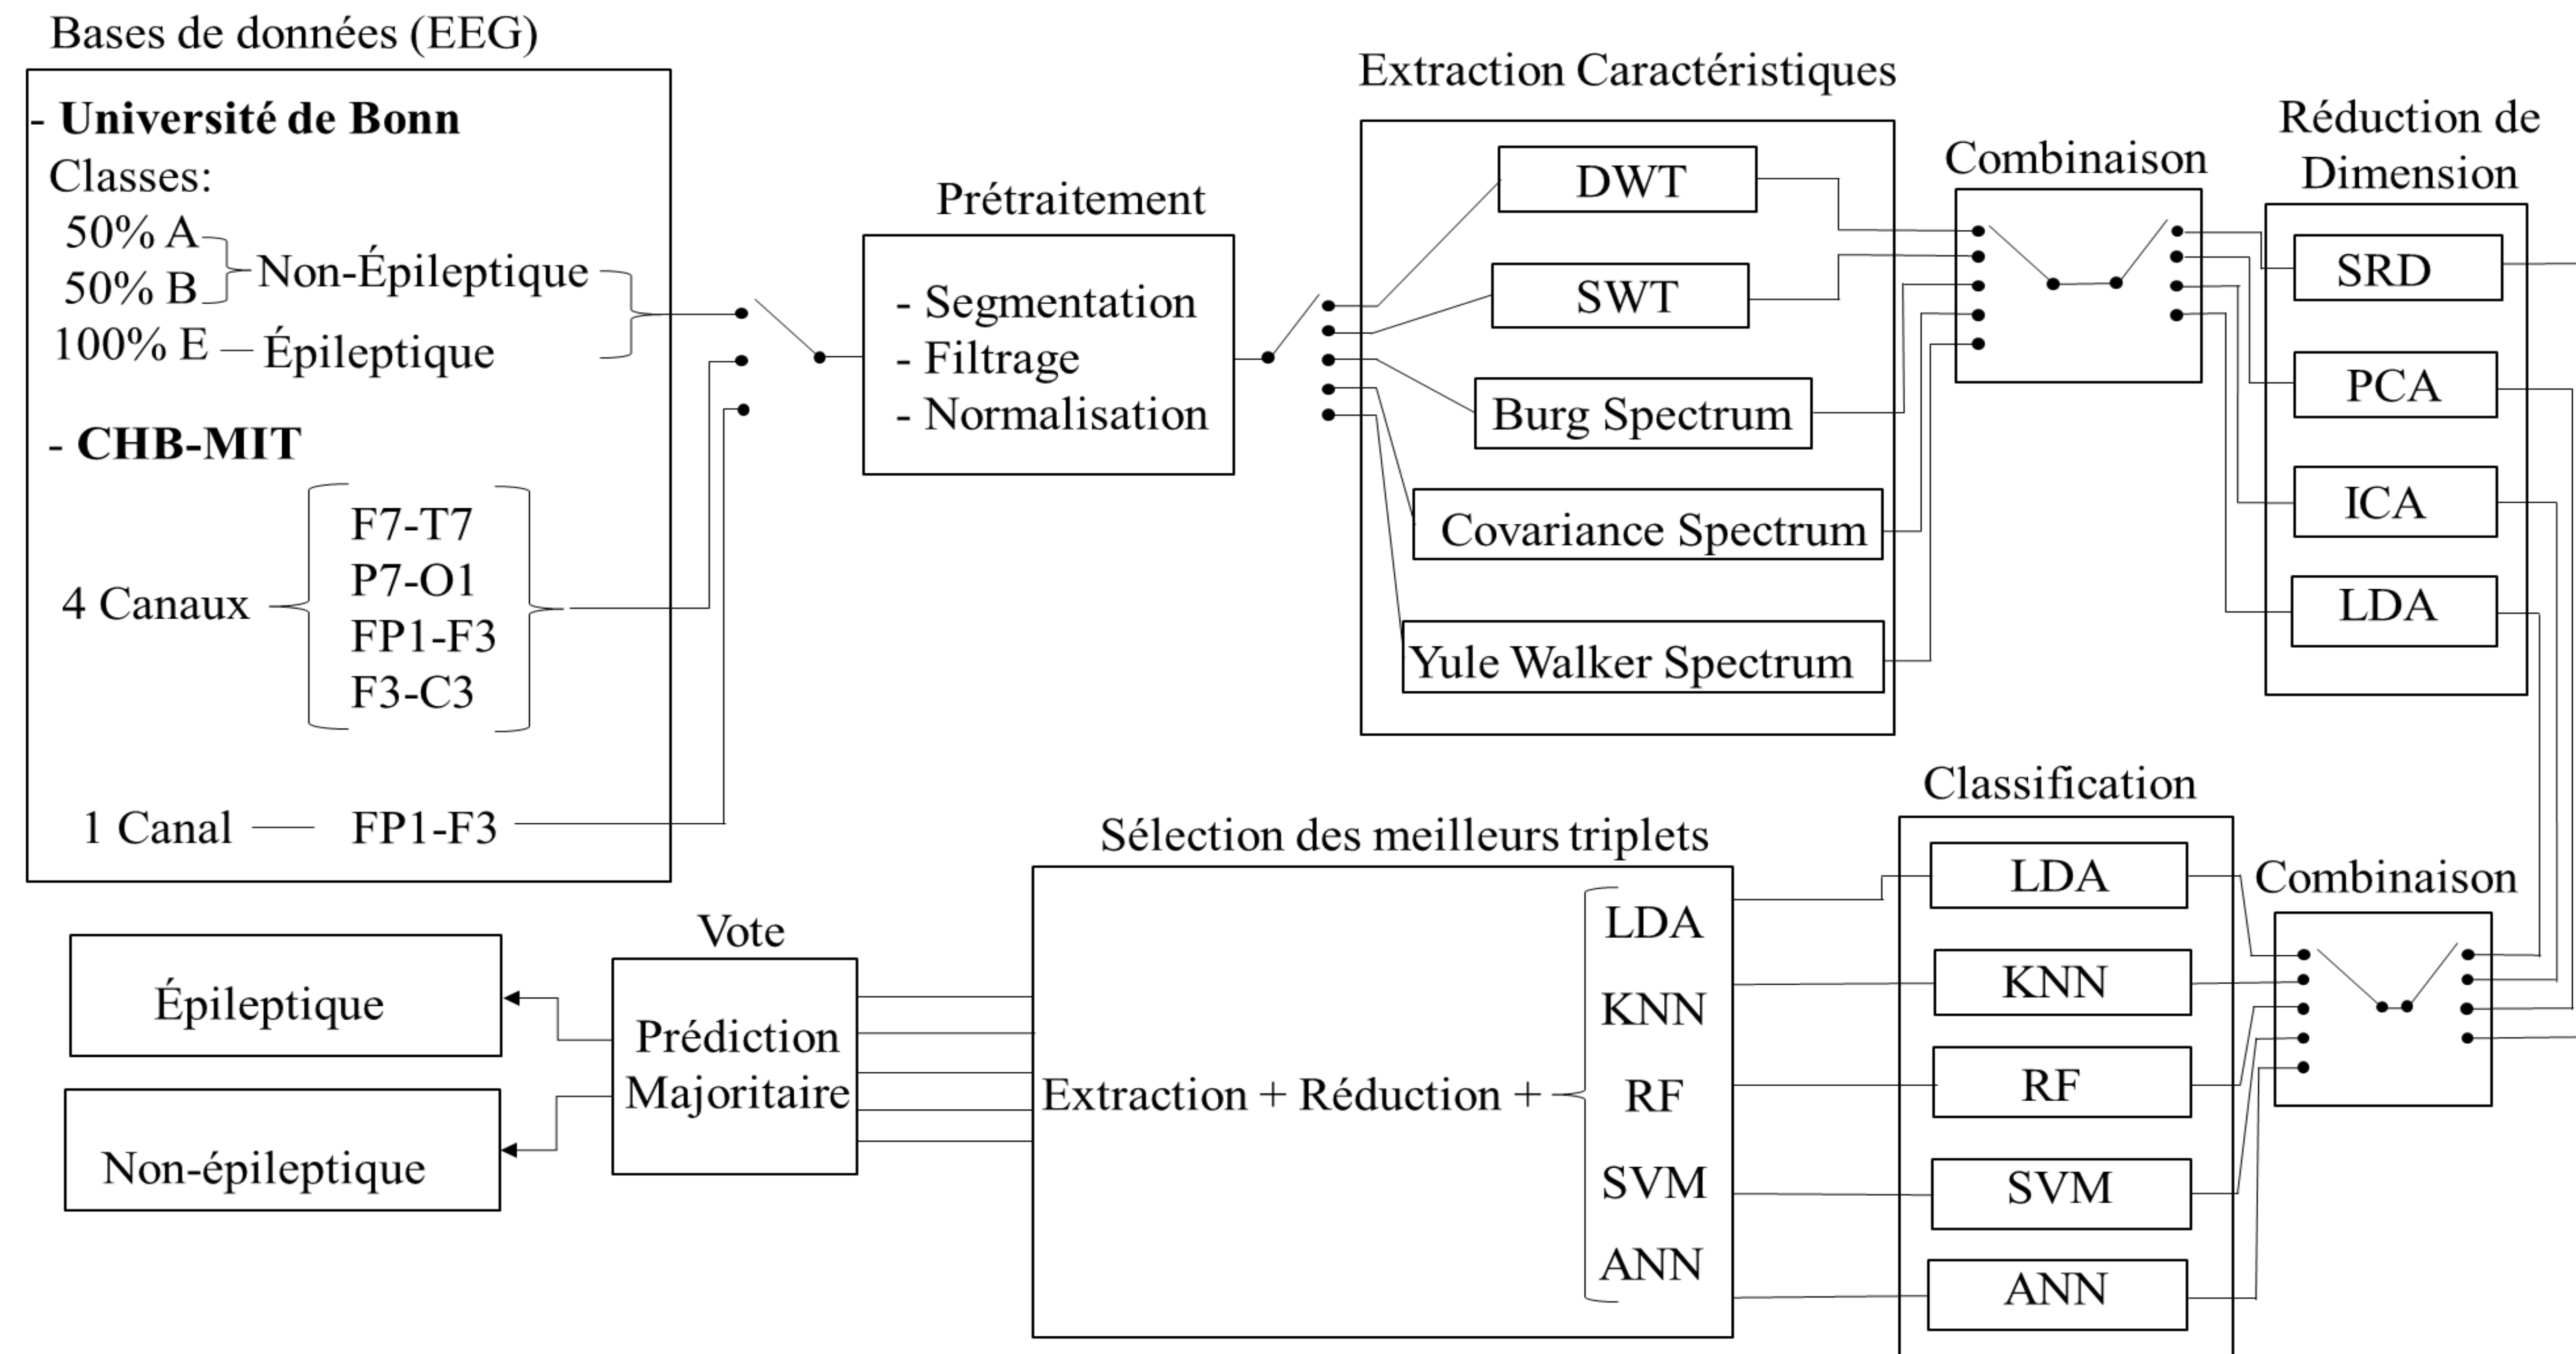 Bases de données (EEG)
- Université de Bonn
Classes:
50% A
50% B
Non-Épileptique
100% E
Épileptique
- CHB-MIT
4 Canaux
F7-T7
P7-O1
FP1-F3
F3-C3
1 Canal
FP1-F3
Prétraitement
- Segmentation
- Filtrage
- Normalisation
Extraction Caractéristiques
DWT
SWT
Burg Spectrum
Covariance Spectrum
Yule Walker Spectrum
Combinaison
Réduction de
Dimension
SRD
PCA
ICA
LDA
Combinaison
Classification
LDA
KNN
RF
SVM
ANN
Sélection des meilleurs triplets
Extraction + Réduction +
LDA
KNN
RF
SVM
ANN
Vote
Prédiction
Majoritaire
Épileptique
Non-épileptique